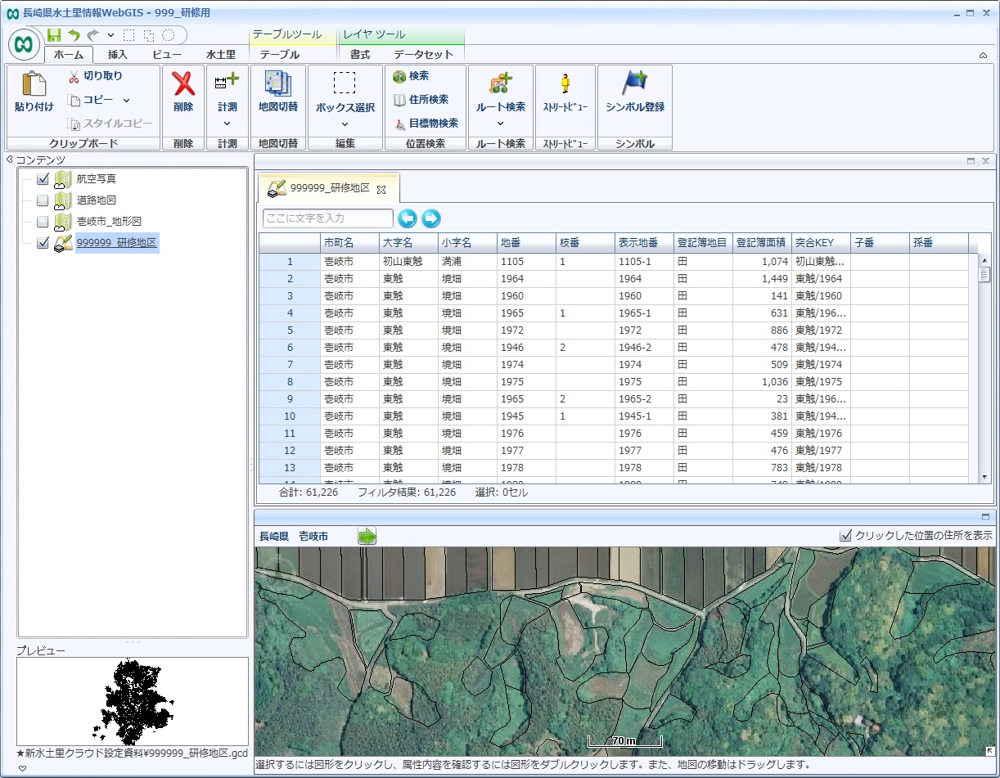 長崎県水土里情報WebGIS - 999_研修用
テーブルツール レイヤ ツール
ホーム 挿入 ビュー 水土里 テーブル 書式 データセット
貼り付け
切り取り
コピー
スタイルコピー
クリップボード
削除
削除
計測
計測
地図切替
地図切替
ボックス選択
編集
検索
住所検索
目標物検索
位置検索
ルート検索
ルート検索
ｽﾄﾘｰﾄﾋﾞｭｰ
ｽﾄﾘｰﾄﾋﾞｭｰ
シンボル登録
シンボル
コンテンツ
航空写真
道路地図
壱岐市_地形図
999999_研修地区
プレビュー
★新水土里クラウド設定資料¥999999_研修地区.gcd
999999_研修地区
ここに文字を入力
市町名 大字名 小字名 地番 枝番 表示地番 登記簿地目 登記簿面積 突合KEY 子番 孫番
1 壱岐市 初山東触 満浦 1105 1 1105-1 田 1,074 初山東触...
2 壱岐市 東触 境畑 1964 1964 田 1,449 東触/1964
3 壱岐市 東触 境畑 1960 1960 田 141 東触/1960
4 壱岐市 東触 境畑 1965 1 1965-1 田 631 東触/196...
5 壱岐市 東触 境畑 1972 1972 田 886 東触/1972
6 壱岐市 東触 境畑 1946 2 1946-2 田 478 東触/194...
7 壱岐市 東触 境畑 1974 1974 田 509 東触/1974
8 壱岐市 東触 境畑 1975 1975 田 1,036 東触/1975
9 壱岐市 東触 境畑 1965 2 1965-2 田 23 東触/196...
10 壱岐市 東触 境畑 1945 1 1945-1 田 381 東触/194...
11 壱岐市 東触 境畑 1976 1976 田 459 東触/1976
12 壱岐市 東触 境畑 1977 1977 田 476 東触/1977
13 壱岐市 東触 境畑 1978 1978 田 783 東触/1978
合計: 61,226 フィルタ結果: 61,226 選択: 0セル
長崎県 壱岐市
クリックした位置の住所を表示
70 m
選択するには図形をクリックし、属性内容を確認するには図形をダブルクリックします。また、地図の移動はドラッグします。